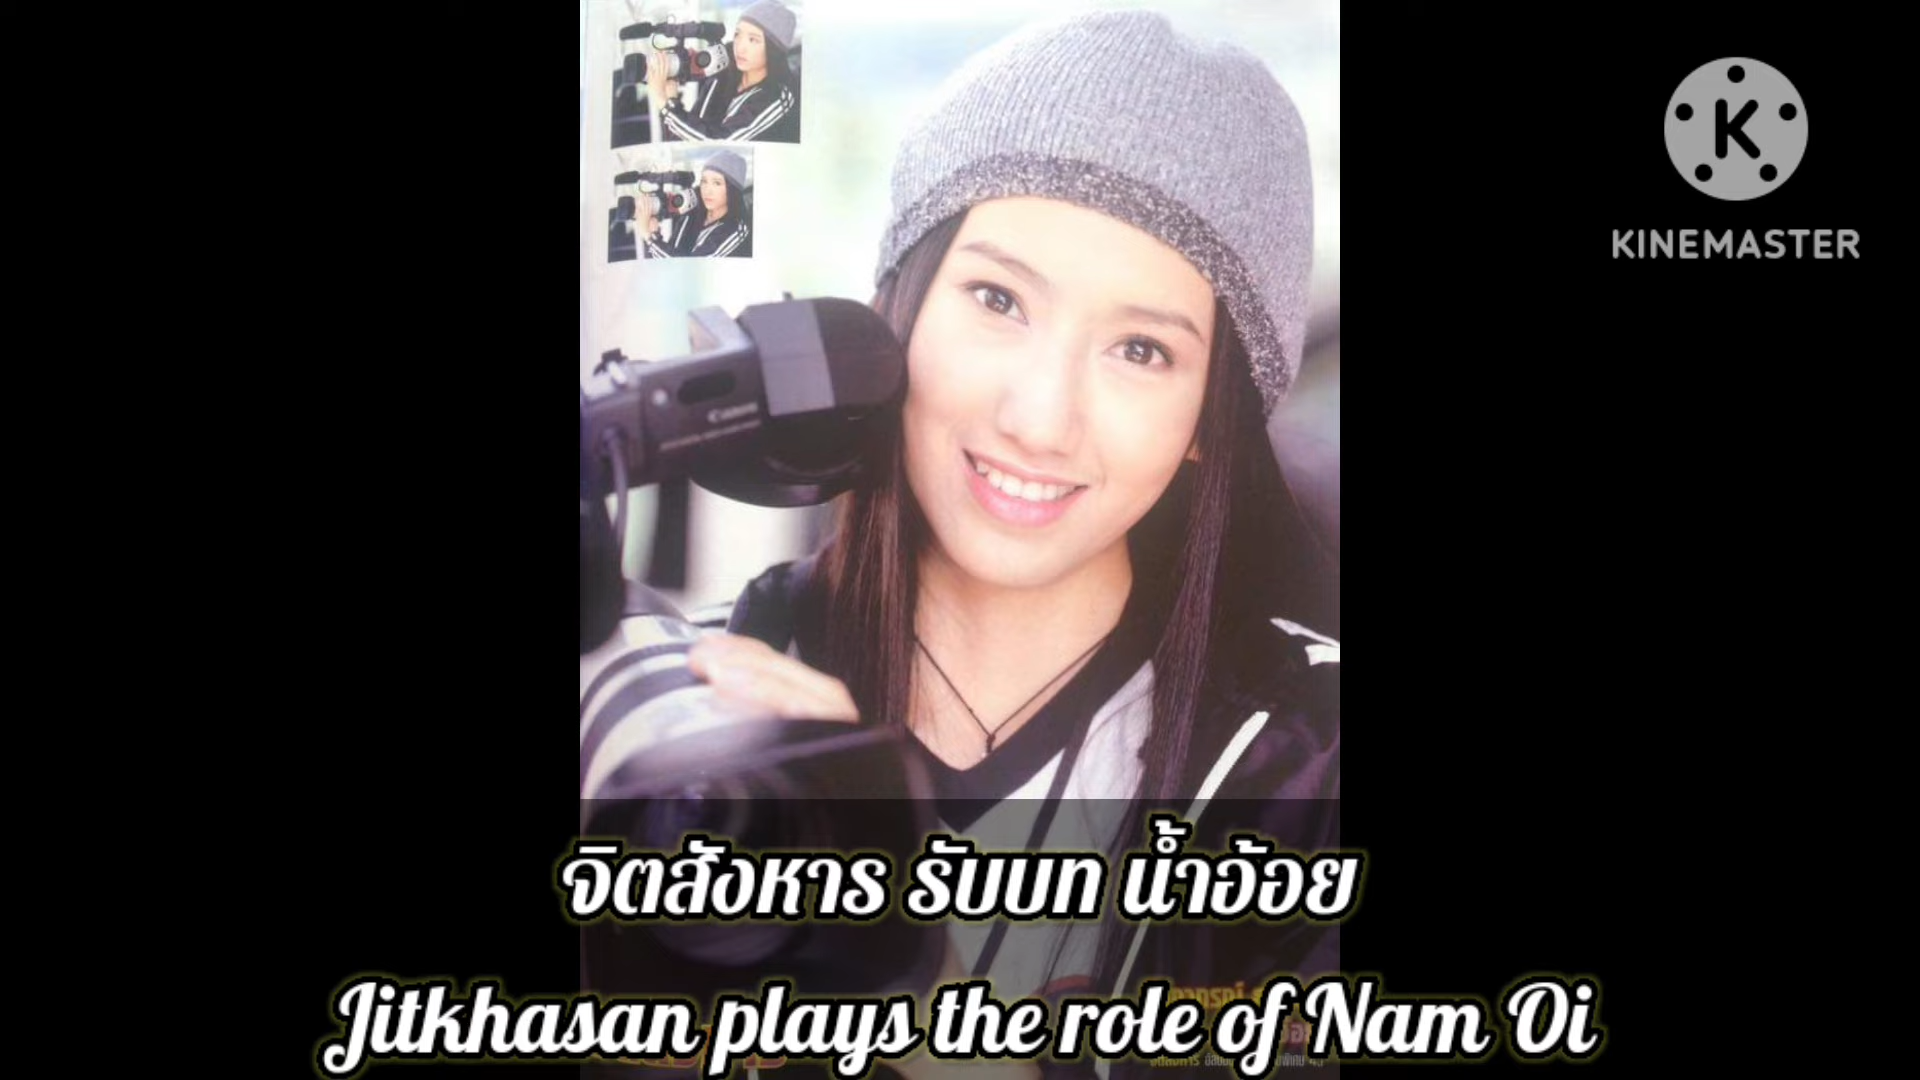 K
KINEMASTER
Canon
จิตสังหาร รับบท น้ำอ้อย
Jitkhasan plays the role of Nam Oi